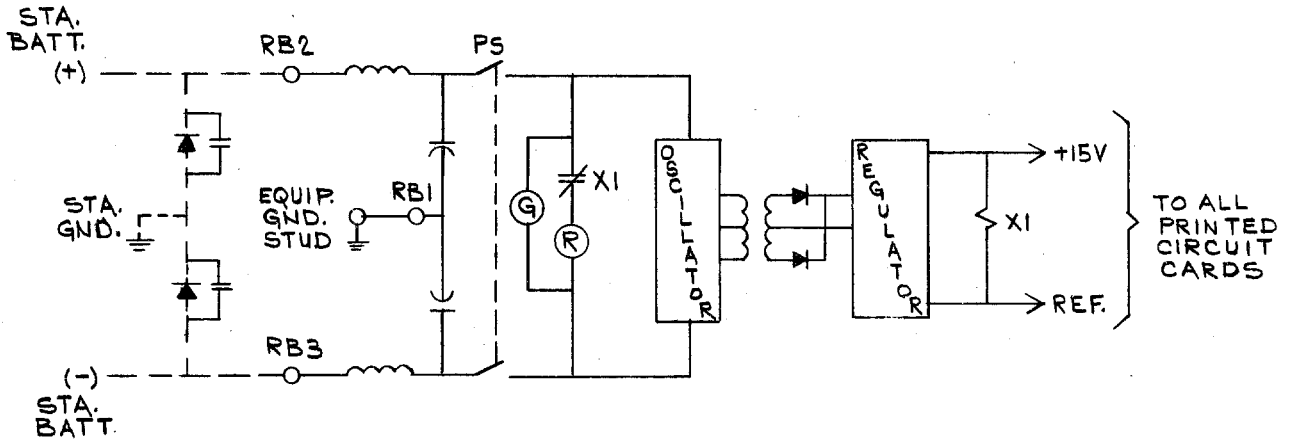 STA.
BATT.
(+)
RB2
PS
STA.
GND.
EQUIP.
GND.
STUD
RB1
G
X1
R
OSCILLATOR
REGULATOR
+15V
X1
REF.
TO ALL
PRINTED
CIRCUIT
CARDS
RB3
(-)
STA.
BATT.